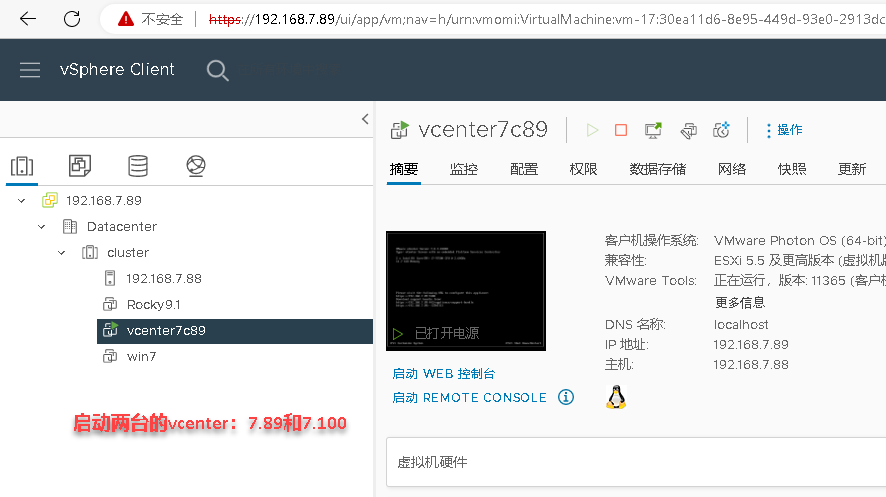 不安全 https://192.168.7.89/ui/app/vm;nav=h/urn:vmomi:VirtualMachine:vm-17:30ea11d6-8e95-449d-93e0-2913dc
vSphere Client
vcenter7c89
操作
摘要 监控 配置 权限 数据存储 网络 快照 更新
192.168.7.89
Datacenter
cluster
192.168.7.88
Rocky9.1
vcenter7c89
win7
启动两台的vcenter：7.89和7.100
已打开电源
启动 WEB 控制台
启动 REMOTE CONSOLE
客户机操作系统: VMware Photon OS (64-bit)
兼容性: ESXi 5.5 及更高版本 (虚拟机版
VMware Tools: 正在运行，版本: 11365 (客户机
更多信息
DNS 名称: localhost
IP 地址: 192.168.7.89
主机: 192.168.7.88
虚拟机硬件